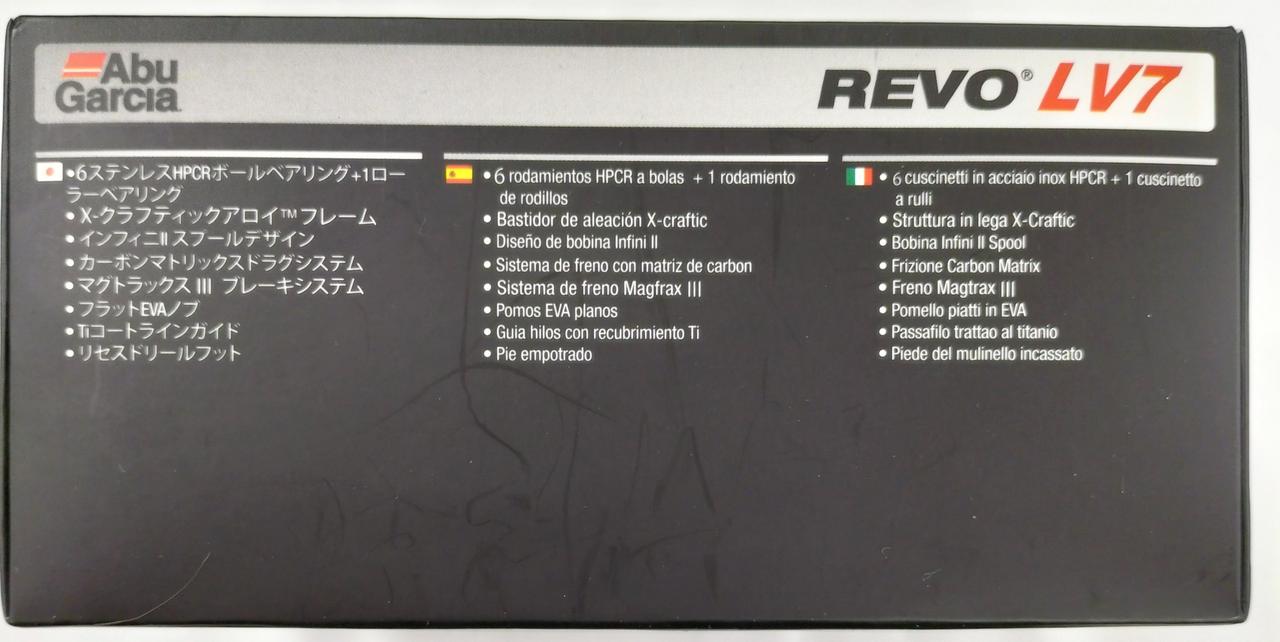 Abu
Garcia
REVO® LV7
•6ステンレスHPCRボールベアリング+1ロー
ラーベアリング
• X-クラフティックアロイ™フレーム
• インフィニIIスプールデザイン
• カーボンマトリックスドラグシステム
• マグトラックス III ブレーキシステム
• フラットEVAノブ
• Tiコートラインガイド
• リセスドリールフット
• 6 rodamientos HPCR a bolas + 1 rodamiento
de rodillos
• Bastidor de aleación X-craftic
• Diseño de bobina Infini II
• Sistema de freno con matriz de carbon
• Sistema de freno Magfrax III
• Pomos EVA planos
• Guia hilos con recubrimiento Ti
• Pie empotrado
• 6 cuscinetti in acciaio inox HPCR + 1 cuscinetto
a rulli
• Struttura in lega X-Craftic
• Bobina Infini II Spool
• Frizione Carbon Matrix
• Freno Magtrax III
• Pomello piatti in EVA
• Passafilo trattao al titanio
• Piede del mulinello incassato